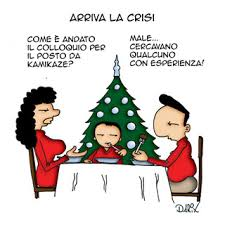 ARRIVA LA CRISI
COME È ANDATO
IL COLLOQUIO PER
IL POSTO DA
KAMIKAZE?
MALE...
CERCAVANO
QUALCUNO
CON ESPERIENZA!